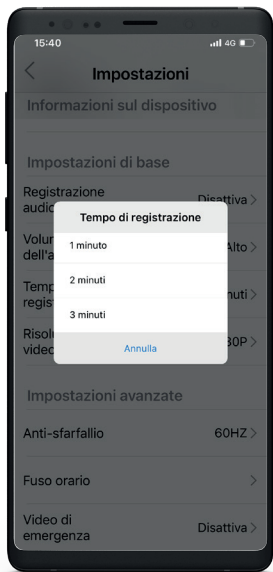 15:40
4G
Impostazioni
Informazioni sul dispositivo
Impostazioni di base
Registrazione
audio
Disattiva
Tempo di registrazione
1 minuto
2 minuti
3 minuti
Annulla
Alto
Impostazioni avanzate
Anti-sfarfallio
60HZ
Fuso orario
Video di
emergenza
Disattiva